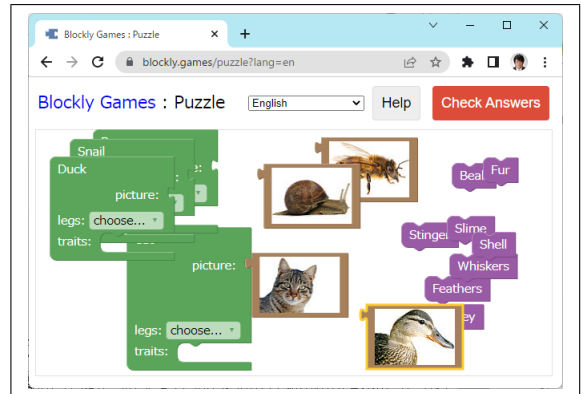 Blockly Games : Puzzle
blockly.games/puzzle?lang=en
Blockly Games : Puzzle
English
Help
Check Answers
Snail
Duck
picture:
legs: choose...
traits:
picture:
legs: choose...
traits:
Fur
Stinger
Slime
Shell
Whiskers
Feathers